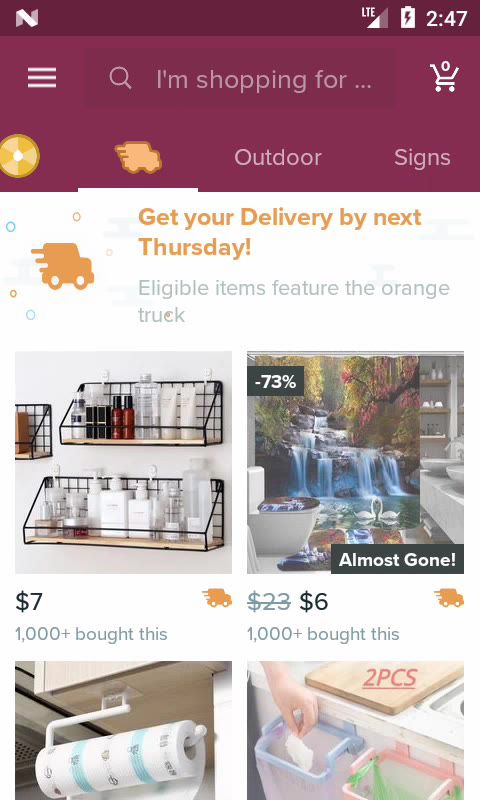 LTE
2:47
I'm shopping for ...
0
Outdoor
Signs
Get your Delivery by next
Thursday!
Eligible items feature the orange
truck
-73%
Almost Gone!
$7
$23 $6
1,000+ bought this
1,000+ bought this
2PCS